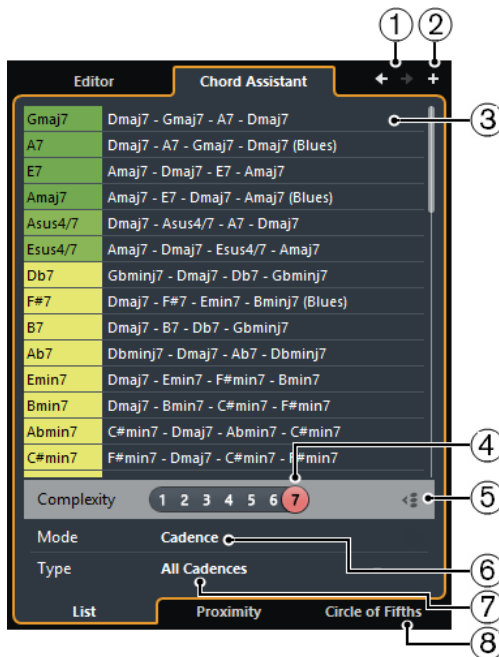 1 2
Editor Chord Assistant
3
Gmaj7 Dmaj7 - Gmaj7 - A7 - Dmaj7
A7 Dmaj7 - A7 - Gmaj7 - Dmaj7 (Blues)
E7 Amaj7 - Dmaj7 - E7 - Amaj7
Amaj7 Amaj7 - E7 - Dmaj7 - Amaj7 (Blues)
Asus4/7 Dmaj7 - Asus4/7 - A7 - Dmaj7
Esus4/7 Amaj7 - Dmaj7 - Esus4/7 - Amaj7
Db7 Gbminj7 - Dmaj7 - Db7 - Gbminj7
F#7 Dmaj7 - F#7 - Emin7 - Bminj7 (Blues)
B7 Dmaj7 - B7 - Db7 - Gbminj7
Ab7 Dbminj7 - Dmaj7 - Ab7 - Dbminj7
Emin7 Dmaj7 - Emin7 - F#min7 - Bmin7
Bmin7 Dmaj7 - Bmin7 - C#min7 - F#min7
Abmin7 C#min7 - Dmaj7 - Abmin7 - C#min7
C#min7 F#min7 - Dmaj7 - C#min7 - F#min7
4
Complexity 1 2 3 4 5 6 7
5
Mode Cadence
6
Type All Cadences
7
List Proximity Circle of Fifths
8